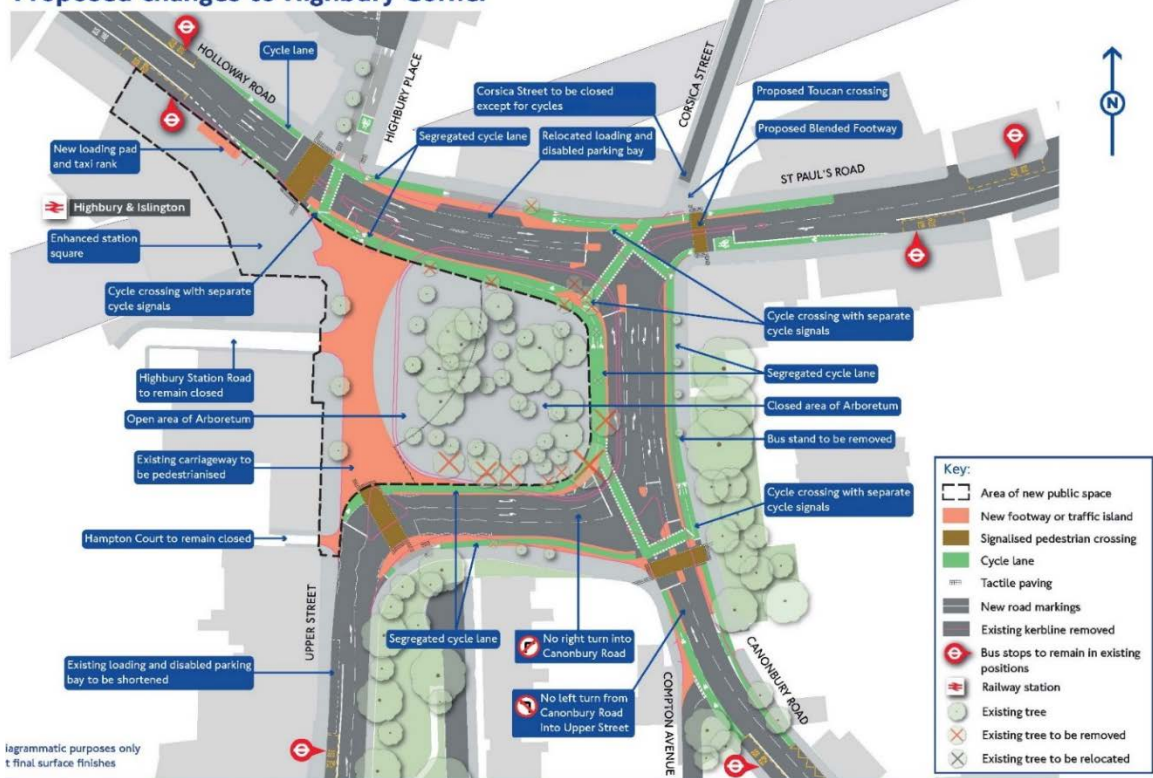 Proposed changes to Highbury Corner
HOLLOWAY ROAD
Cycle lane
HIGHBURY PLACE
CORSICA STREET
Corsica Street to be closed
except for cycles
Proposed Toucan crossing
N
Segregated cycle lane
Relocated loading and
disabled parking bay
Proposed Blended Footway
New loading pad
and taxi rank
ST PAUL'S ROAD
Highbury & Islington
Enhanced station
square
Cycle crossing with separate
cycle signals
Cycle crossing with separate
cycle signals
Highbury Station Road
to remain closed
Segregated cycle lane
Open area of Arboretum
Closed area of Arboretum
Bus stand to be removed
Existing carriageway to
be pedestrianised
Cycle crossing with separate
cycle signals
Hampton Court to remain closed
UPPER STREET
Segregated cycle lane
No right turn into
Canonbury Road
Existing loading and disabled parking
bay to be shortened
No left turn from
Canonbury Road
Into Upper Street
COMPTON AVENUE
CANONBURY ROAD
iagrammatic purposes only
t final surface finishes
Key:
Area of new public space
New footway or traffic island
Signalised pedestrian crossing
Cycle lane
Tactile paving
New road markings
Existing kerbline removed
Bus stops to remain in existing
positions
Railway station
Existing tree
Existing tree to be removed
Existing tree to be relocated